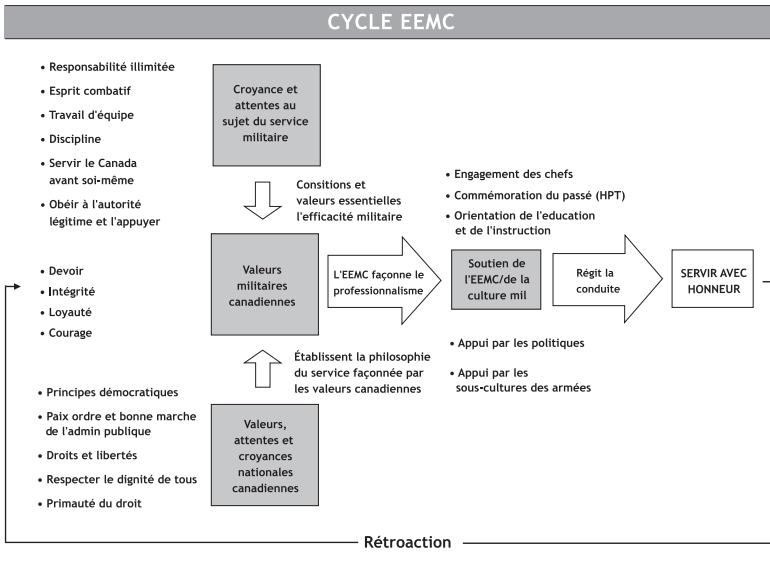 CYCLE EEMC
• Responsabilité illimitée
• Esprit combatif
• Travail d'équipe
• Discipline
• Servir le Canada
avant soi-même
• Obéir à l'autorité
légitime et l'appuyer
Croyance et
attentes au
sujet du service
militaire
Consitions et
valeurs essentielles
l'efficacité militaire
• Engagement des chefs
• Commémoration du passé (HPT)
• Orientation de l'education
et de l'instruction
• Devoir
• Intégrité
• Loyauté
• Courage
Valeurs
militaires
canadiennes
L'EEMC façonne le
professionnalisme
Soutien de
l'EEMC/de la
culture mil
Régit la
conduite
SERVIR AVEC
HONNEUR
Établissent la philosophie
du service façonnée par
les valeurs canadiennes
• Appui par les politiques
• Appui par les
sous-cultures des armées
• Principes démocratiques
• Paix ordre et bonne marche
de l'admin publique
• Droits et libertés
• Respecter le dignité de tous
• Primauté du droit
Valeurs,
attentes et
croyances
nationales
canadiennes
Rétroaction